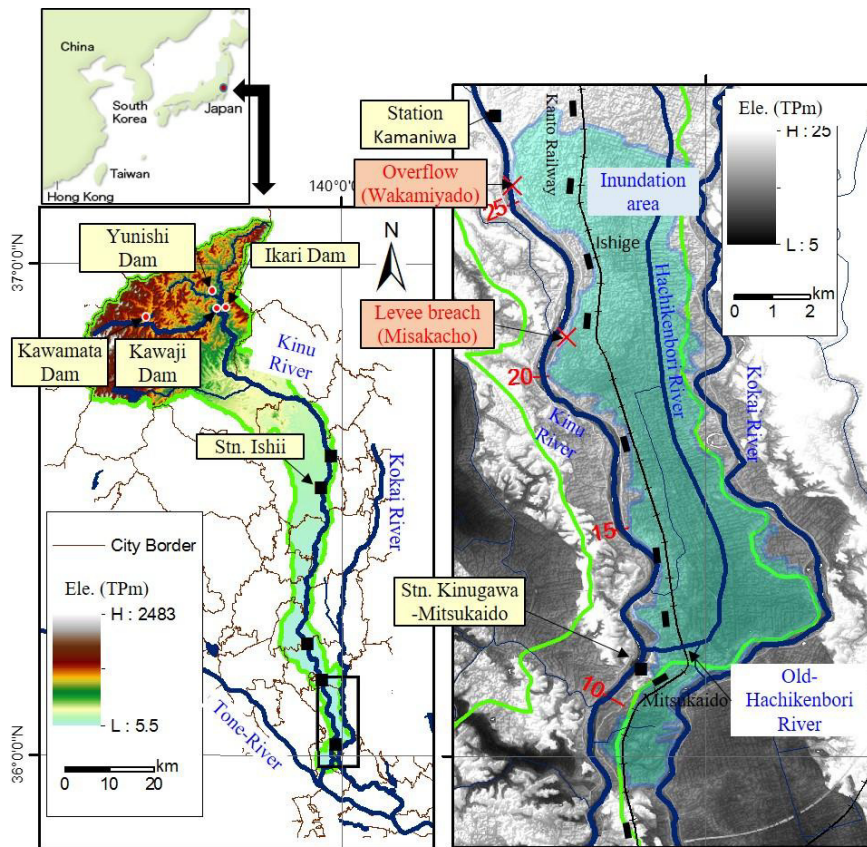 China
South
Korea
Japan
Taiwan
Hong Kong
140°0'0"
37°0'0"N
36°0'0"N
N
Yunishi
Dam
Ikari Dam
Kawamata
Dam
Kawaji
Dam
Kinu
River
Stn. Ishii
Kokai River
Tone-River
City Border
Ele. (TPm)
H : 2483
L : 5.5
0 10 20
km
Station
Kamaniwa
Overflow
(Wakamiyado)
Kanto Railway
Inundation
area
Ele. (TPm)
H : 25
L : 5
0 1 2
km
25
Ishige
Hachikenbori River
Levee breach
(Misakacho)
20
Kinu
River
Kokai River
15
Stn. Kinugawa
-Mitsukaido
10
Mitsukaido
Old-
Hachikenbori
River